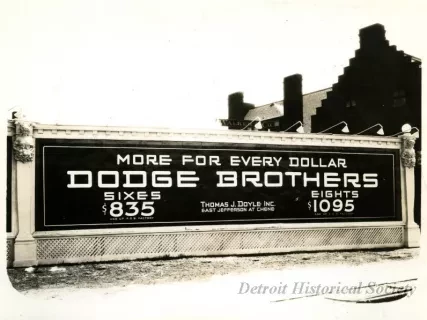 MORE FOR EVERY DOLLAR
DODGE BROTHERS
SIXES
$835
THOMAS J. DOYLE INC.
EAST JEFFERSON AT CHENE
EIGHTS
$1095
Detroit Historical Society